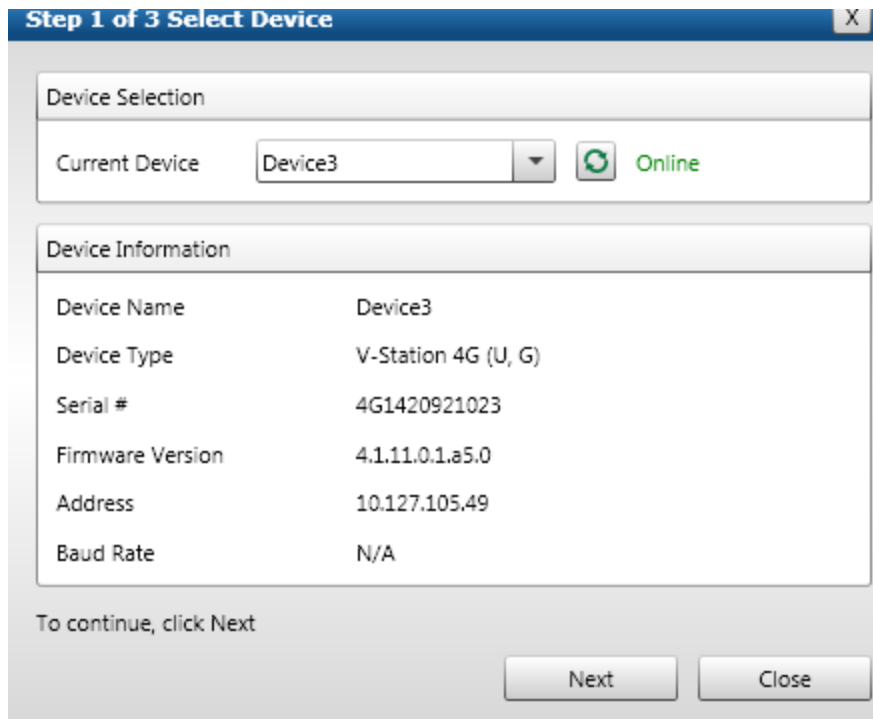 Step 1 of 3 Select Device X
Device Selection
Current Device Device3 Online
Device Information
Device Name Device3
Device Type V-Station 4G (U, G)
Serial # 4G1420921023
Firmware Version 4.1.11.0.1.a5.0
Address 10.127.105.49
Baud Rate N/A
To continue, click Next
Next Close